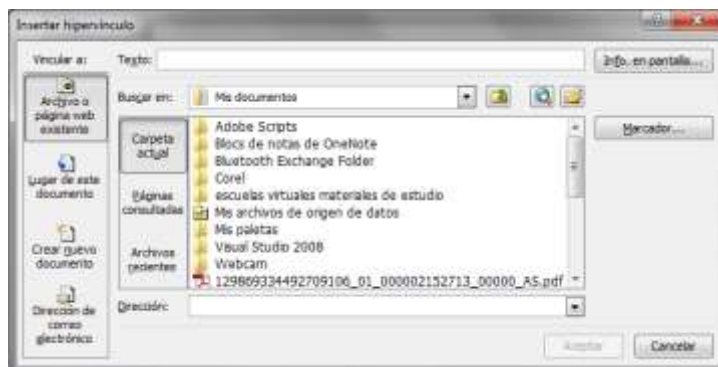 Insertar hipervínculo
Vincular a:
Texto:
Info. en pantalla...
Archivo o
página web
existente
Lugar de este
documento
Crear nuevo
documento
Dirección de
correo
electrónico
Buscar en:
Mis documentos
Carpeta
actual
Páginas
consultadas
Archivos
recientes
Adobe Scripts
Blocs de notas de OneNote
Bluetooth Exchange Folder
Corel
escuelas virtuales materiales de estudio
Mis archivos de origen de datos
Mis paletas
Visual Studio 2008
Webcam
129869334492709106_01_000002152713_00000_AS.pdf
Marcador...
Dirección:
Aceptar
Cancelar